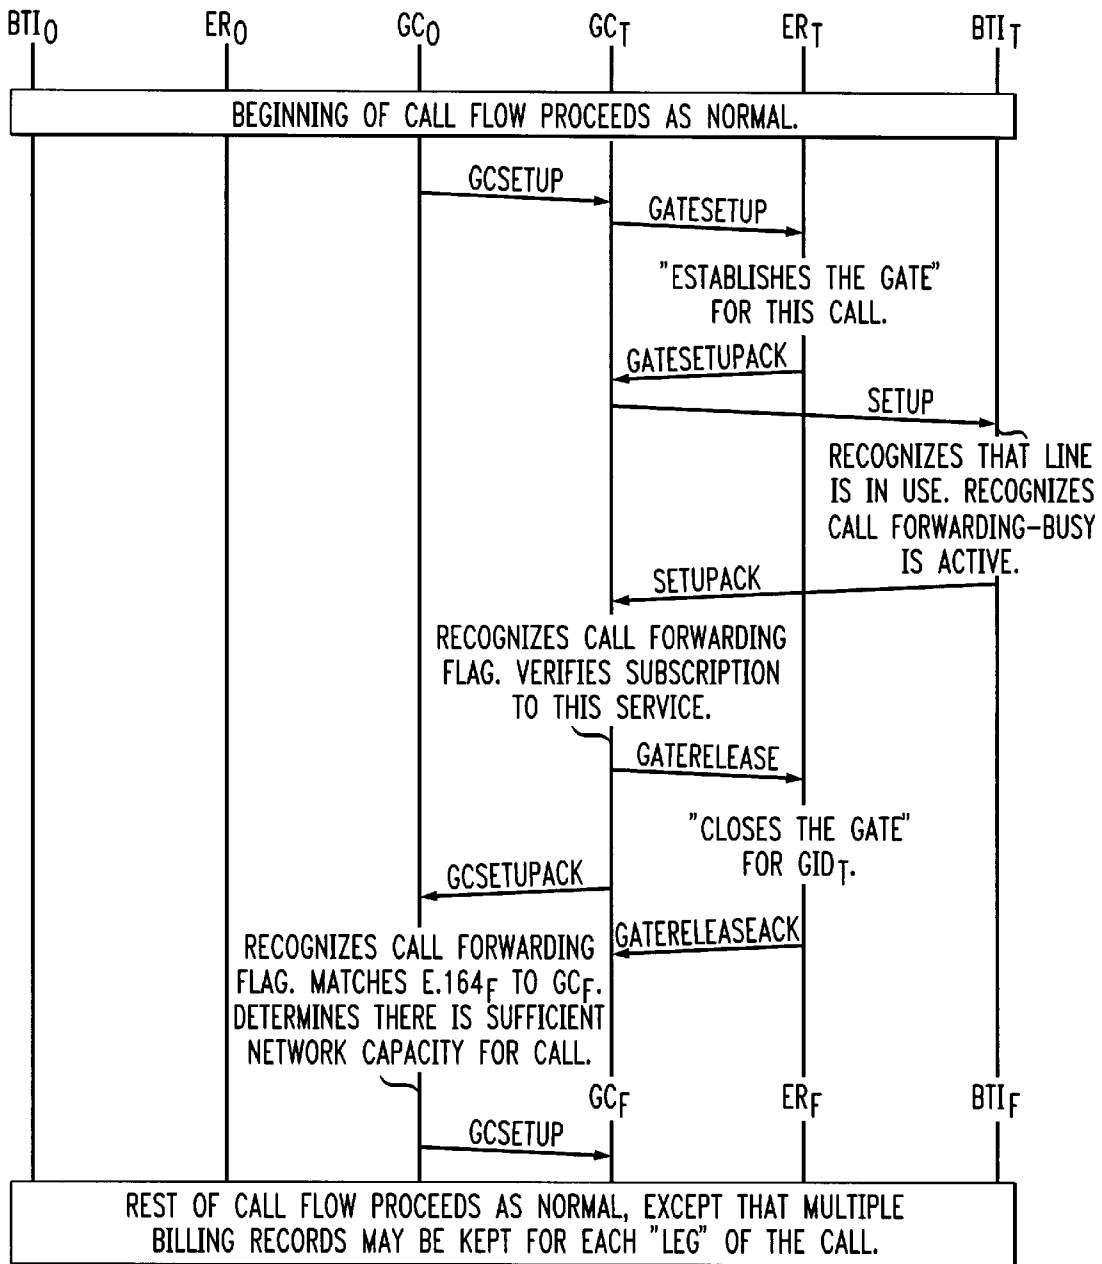 BTIO ERO GCO GCT ERT BTIT
BEGINNING OF CALL FLOW PROCEEDS AS NORMAL.
GCSETUP
GATESETUP
"ESTABLISHES THE GATE"
FOR THIS CALL.
GATESETUPACK
SETUP
RECOGNIZES THAT LINE
IS IN USE. RECOGNIZES
CALL FORWARDING-BUSY
IS ACTIVE.
SETUPACK
RECOGNIZES CALL FORWARDING
FLAG. VERIFIES SUBSCRIPTION
TO THIS SERVICE.
GATERELEASE
"CLOSES THE GATE"
FOR GIDT.
GCSETUPACK
GATERELEASEACK
RECOGNIZES CALL FORWARDING
FLAG. MATCHES E.164F TO GCF.
DETERMINES THERE IS SUFFICIENT
NETWORK CAPACITY FOR CALL.
GCF ERF BTIF
GCSETUP
REST OF CALL FLOW PROCEEDS AS NORMAL, EXCEPT THAT MULTIPLE
BILLING RECORDS MAY BE KEPT FOR EACH "LEG" OF THE CALL.